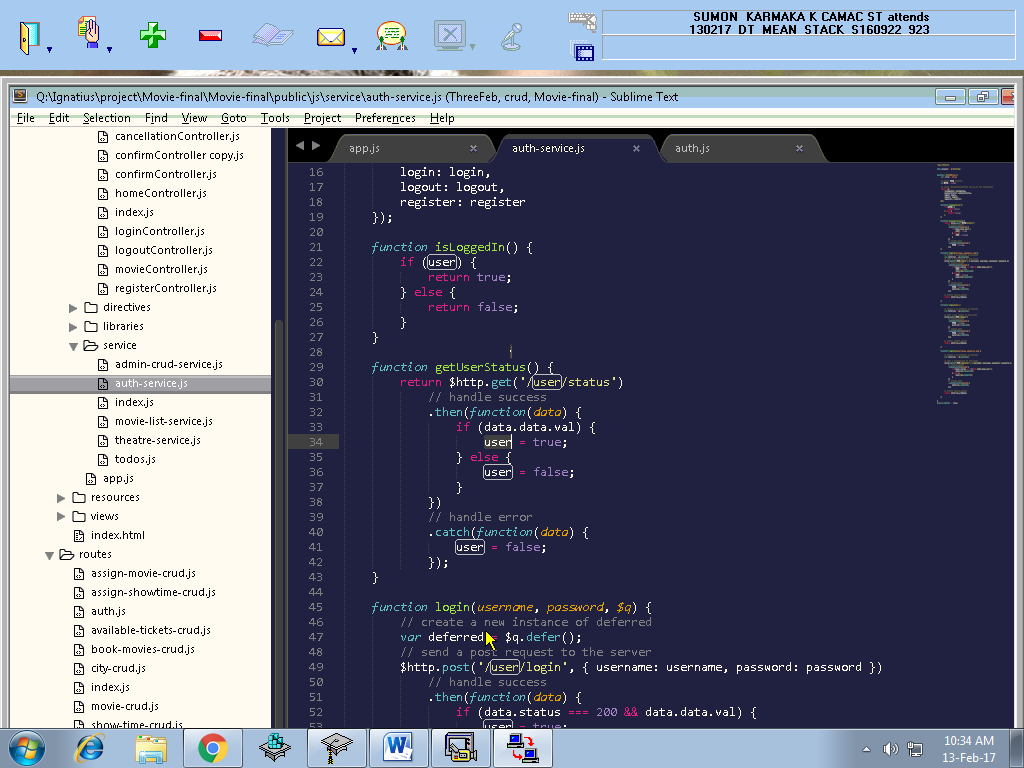 SUMON KARMAKA K CAMAC ST attends
130217 DT MEAN STACK S160922 923
Q:\Ignatius\project\Movie-final\Movie-final\public\js\service\auth-service.js (ThreeFeb, crud, Movie-final) - Sublime Text
File Edit Selection Find View Goto Tools Project Preferences Help
cancellationController.js
confirmController copy.js
confirmController.js
homeController.js
index.js
loginController.js
logoutController.js
movieController.js
registerController.js
directives
libraries
service
admin-crud-service.js
auth-service.js
index.js
movie-list-service.js
theatre-service.js
todos.js
app.js
resources
views
index.html
routes
assign-movie-crud.js
assign-showtime-crud.js
auth.js
available-tickets-crud.js
book-movies-crud.js
city-crud.js
index.js
movie-crud.js
show-time-crud.js
app.js × auth-service.js × auth.js ×
16 login: login,
17 logout: logout,
18 register: register
19 });
20
21 function isLoggedIn() {
22 if (user) {
23 return true;
24 } else {
25 return false;
26 }
27 }
28
29 function getUserStatus() {
30 return $http.get('/user/status')
31 // handle success
32 .then(function(data) {
33 if (data.data.val) {
34 user = true;
35 } else {
36 user = false;
37 }
38 })
39 // handle error
40 .catch(function(data) {
41 user = false;
42 });
43 }
44
45 function login(username, password, $q) {
46 // create a new instance of deferred
47 var deferred = $q.defer();
48 // send a post request to the server
49 $http.post('/user/login', { username: username, password: password })
50 // handle success
51 .then(function(data) {
52 if (data.status === 200 && data.data.val) {
53 user = true;
10:34 AM
13-Feb-17